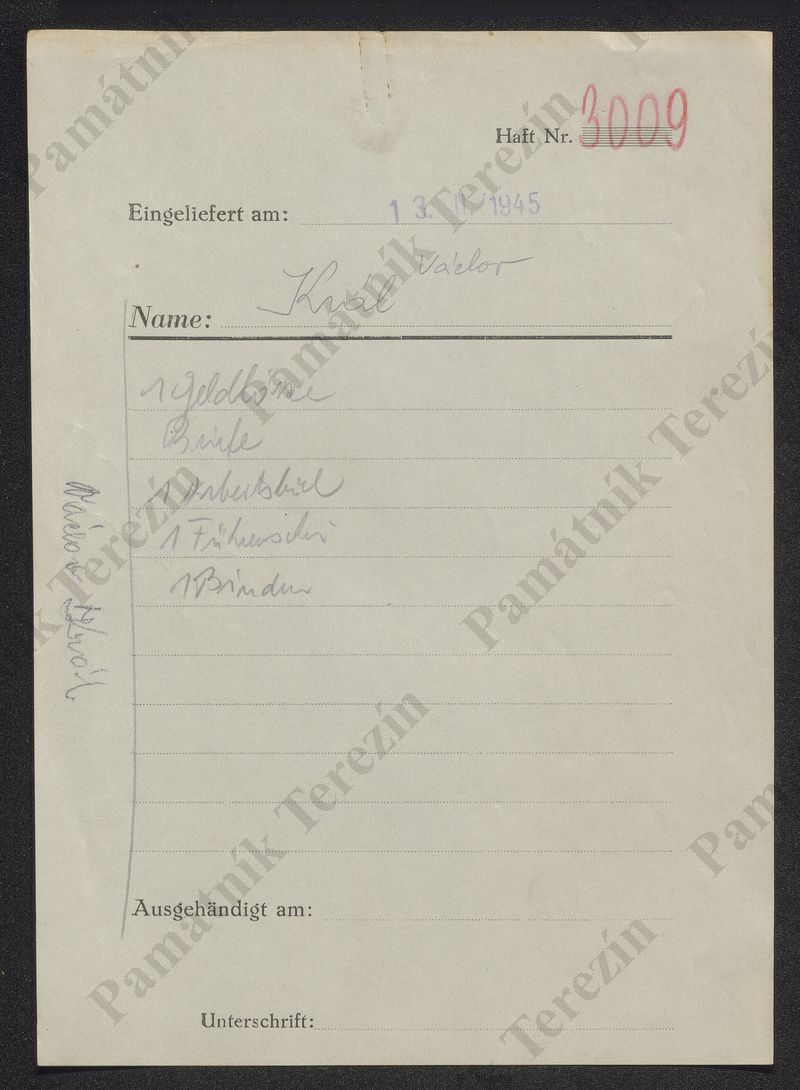 Haft Nr. 3009
Eingeliefert am: 13. II. 1945
Václav
Name: Král
1 Geldbörse
Briefe
1 Arbeitsbuch
1 Führersch
1 Binder
Václav Král
Ausgehändigt am:
Unterschrift:
Památník Terezín